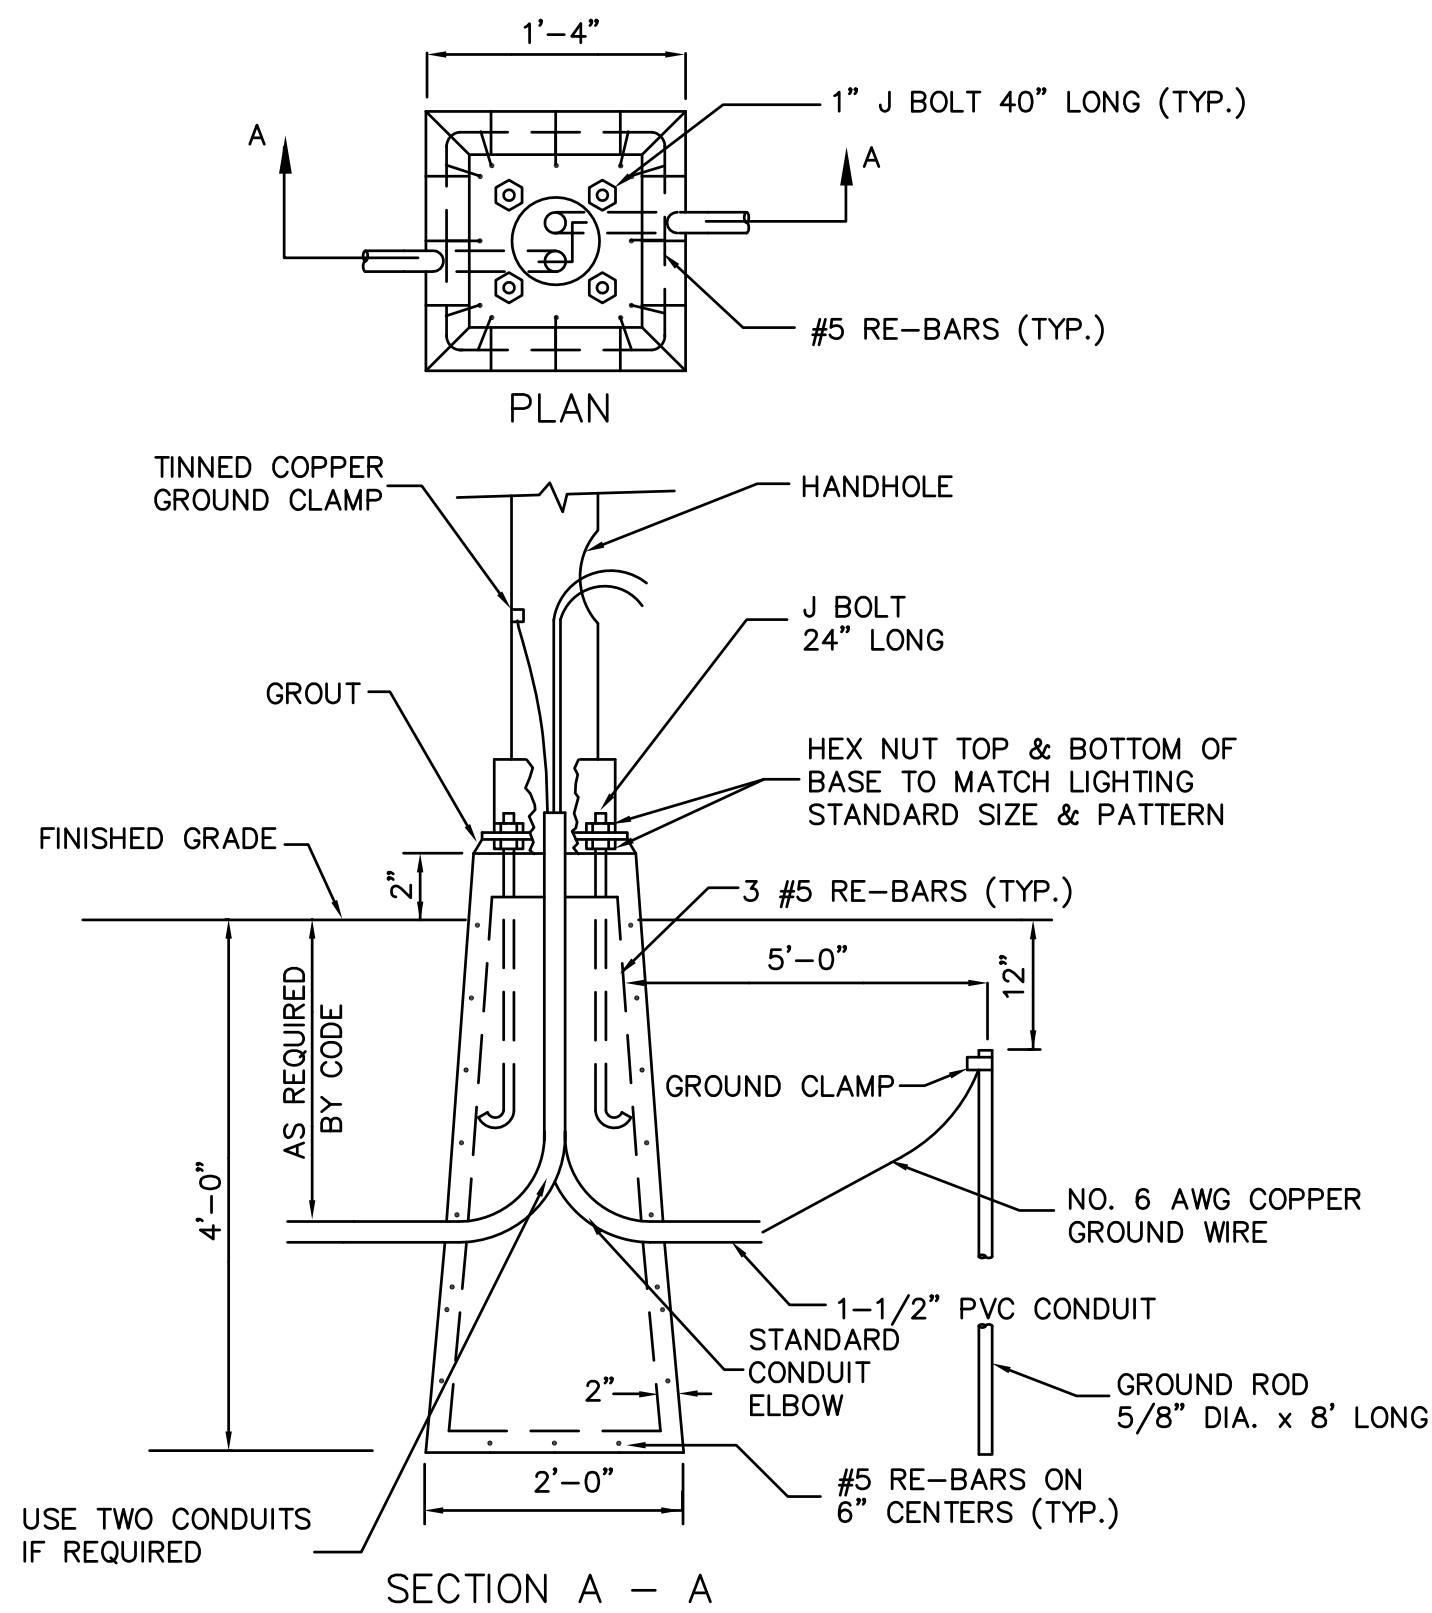 1'-4"
1" J BOLT 40" LONG (TYP.)
A
A
#5 RE-BARS (TYP.)
PLAN
TINNED COPPER
GROUND CLAMP
HANDHOLE
J BOLT
24" LONG
GROUT
HEX NUT TOP & BOTTOM OF
BASE TO MATCH LIGHTING
STANDARD SIZE & PATTERN
FINISHED GRADE
2"
3 #5 RE-BARS (TYP.)
5'-0"
12"
AS REQUIRED
BY CODE
GROUND CLAMP
4'-0"
NO. 6 AWG COPPER
GROUND WIRE
1-1/2" PVC CONDUIT
STANDARD
CONDUIT
ELBOW
2"
GROUND ROD
5/8" DIA. x 8' LONG
2'-0"
#5 RE-BARS ON
6" CENTERS (TYP.)
USE TWO CONDUITS
IF REQUIRED
SECTION A - A